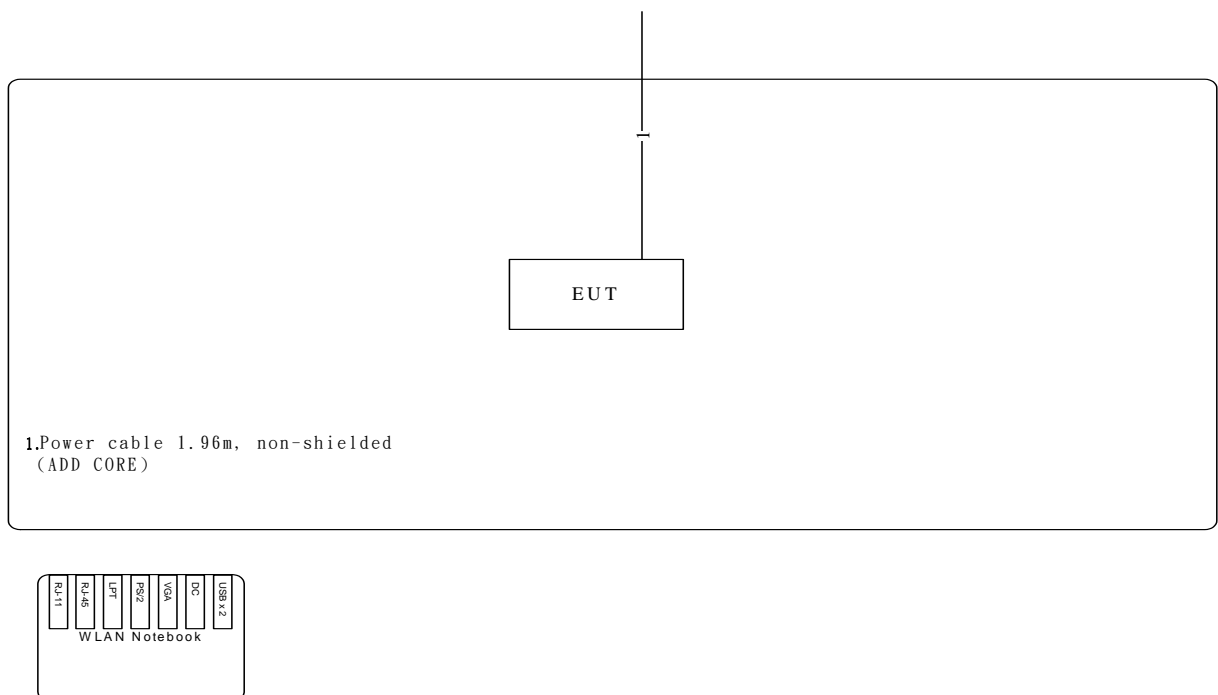 1
EUT
1.Power cable 1.96m, non-shielded
(ADD CORE)
RJ-11
RJ-45
LPT
PS/2
VGA
DC
USB x 2
WLAN Notebook